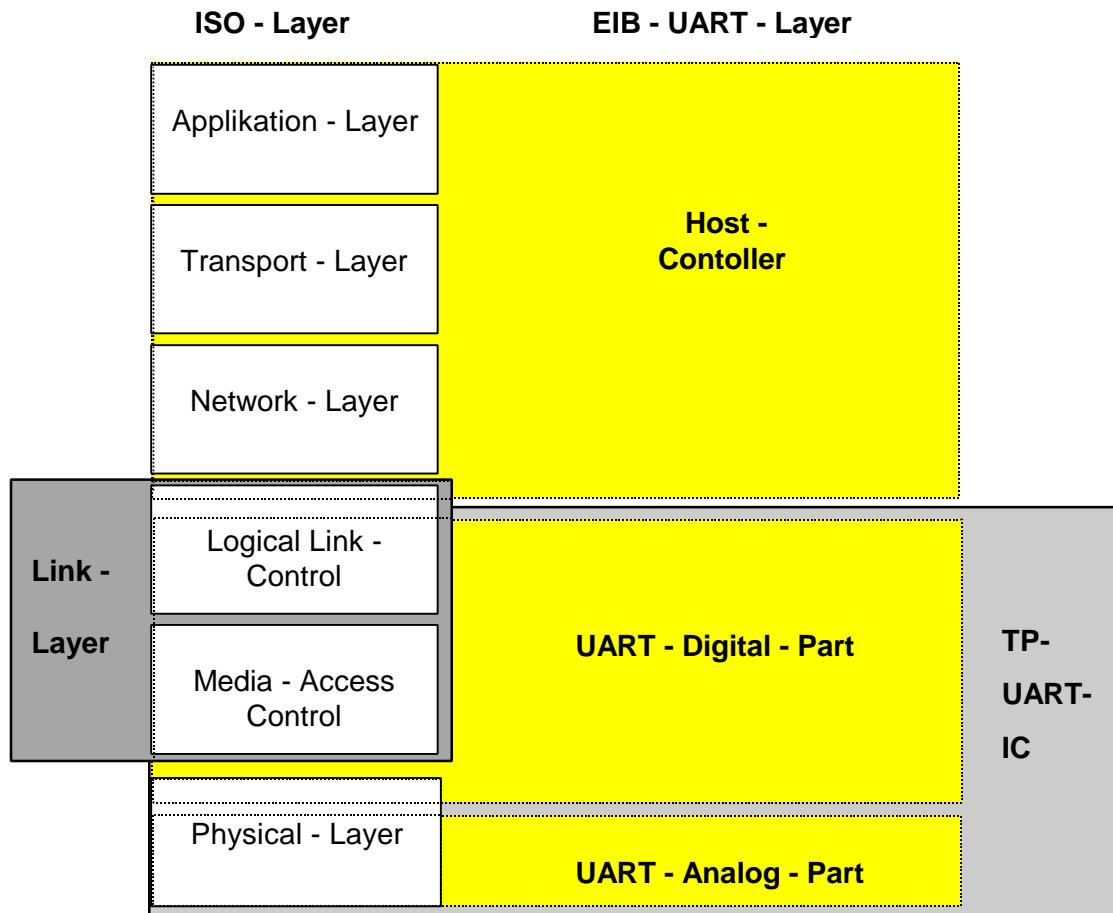 ISO - Layer
EIB - UART - Layer
Applikation - Layer
Host -
Contoller
Transport - Layer
Network - Layer
Logical Link -
Control
Link -
Layer
Media - Access
Control
UART - Digital - Part
TP-
UART-
IC
Physical - Layer
UART - Analog - Part